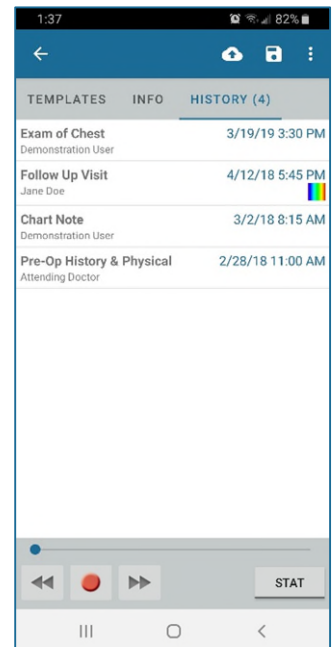 1:37 82%
TEMPLATES INFO HISTORY (4)
Exam of Chest 3/19/19 3:30 PM
Demonstration User
Follow Up Visit 4/12/18 5:45 PM
Jane Doe
Chart Note 3/2/18 8:15 AM
Demonstration User
Pre-Op History & Physical 2/28/18 11:00 AM
Attending Doctor
STAT